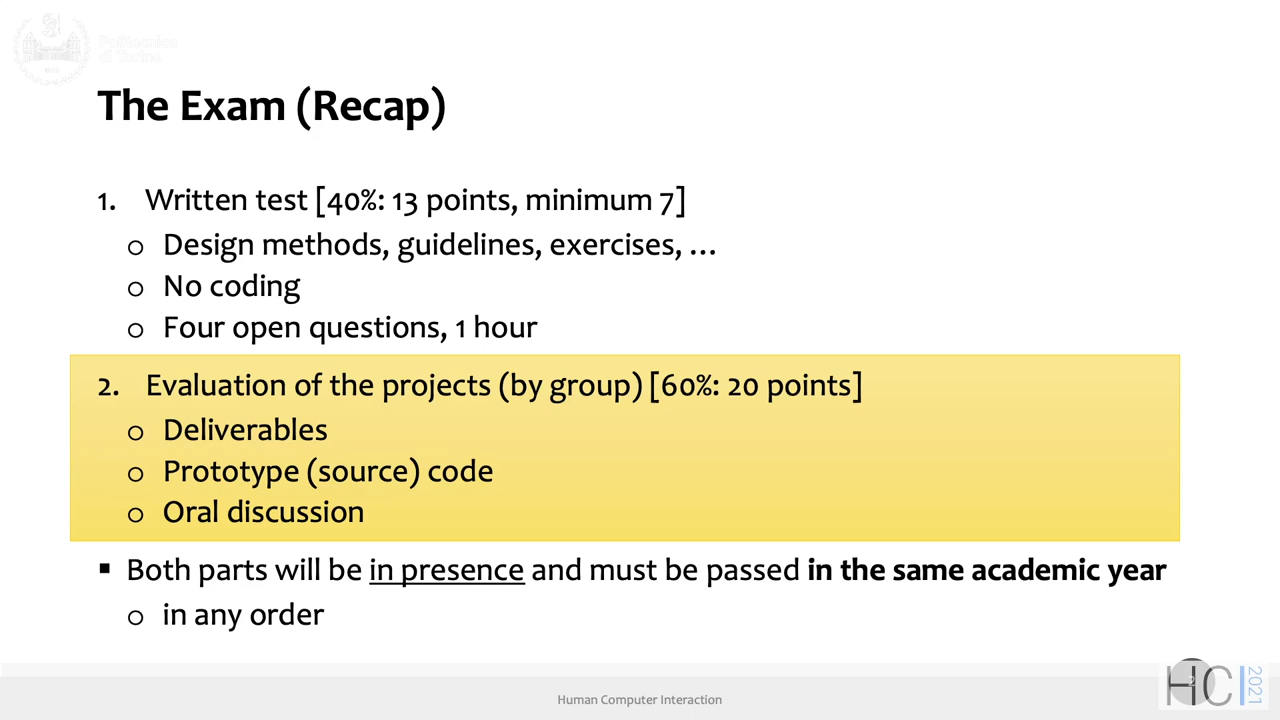 Politecnico
di Torino
The Exam (Recap)
1. Written test [40%: 13 points, minimum 7]
o Design methods, guidelines, exercises, …
o No coding
o Four open questions, 1 hour
2. Evaluation of the projects (by group) [60%: 20 points]
o Deliverables
o Prototype (source) code
o Oral discussion
▪ Both parts will be in presence and must be passed in the same academic year
o in any order
Human Computer Interaction
HCI 2021